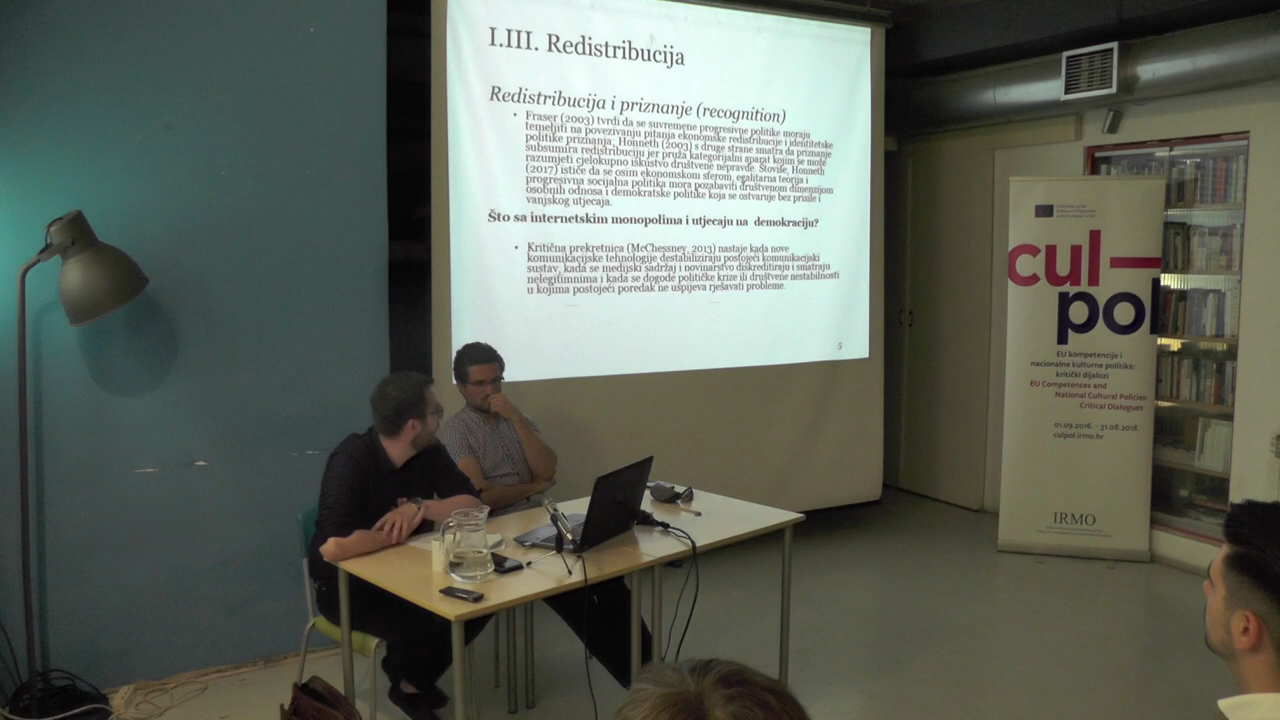 I.III. Redistribucija
Redistribucija i priznanje (recognition)
• Fraser (2003) tvrdi da se suvremene progresivne politike moraju
temeljiti na povezivanju pitanja ekonomske redistribucije i identitetske
politike priznanja; Honneth (2003) s druge strane smatra da priznanje
subsumira redistribuciju jer pruža kategorijalni aparat kojim se može
razumjeti cjelokupno iskustvo društvene nepravde. Štoviše, Honneth
(2017) ističe da se osim ekonomskom sferom, egalitarna teorija i
progresivna socijalna politika mora pozabaviti društvenom dimenzijom
osobnih odnosa i demokratske politike koja se ostvaruje bez prisile i
vanjskog utjecaja.
Što sa internetskim monopolima i utjecaju na demokraciju?
• Kritična prekretnica (McChessney, 2013) nastaje kada nove
komunikacijske tehnologije destabiliziraju postojeći komunikacijski
sustav, kada se medijski sadržaj i novinarstvo diskreditiraju i smatraju
nelegitimnima i kada se dogode političke krize ili društvene nestabilnosti
u kojima postojeći poredak ne uspijeva rješavati probleme.
5
cul—
pol
EU kompetencije i
nacionalne kulturne politike:
kritički dijalozi
EU Competences and
National Cultural Policies:
Critical Dialogues
01.09.2016. - 31.08.2018.
culpol.irmo.hr
IRMO